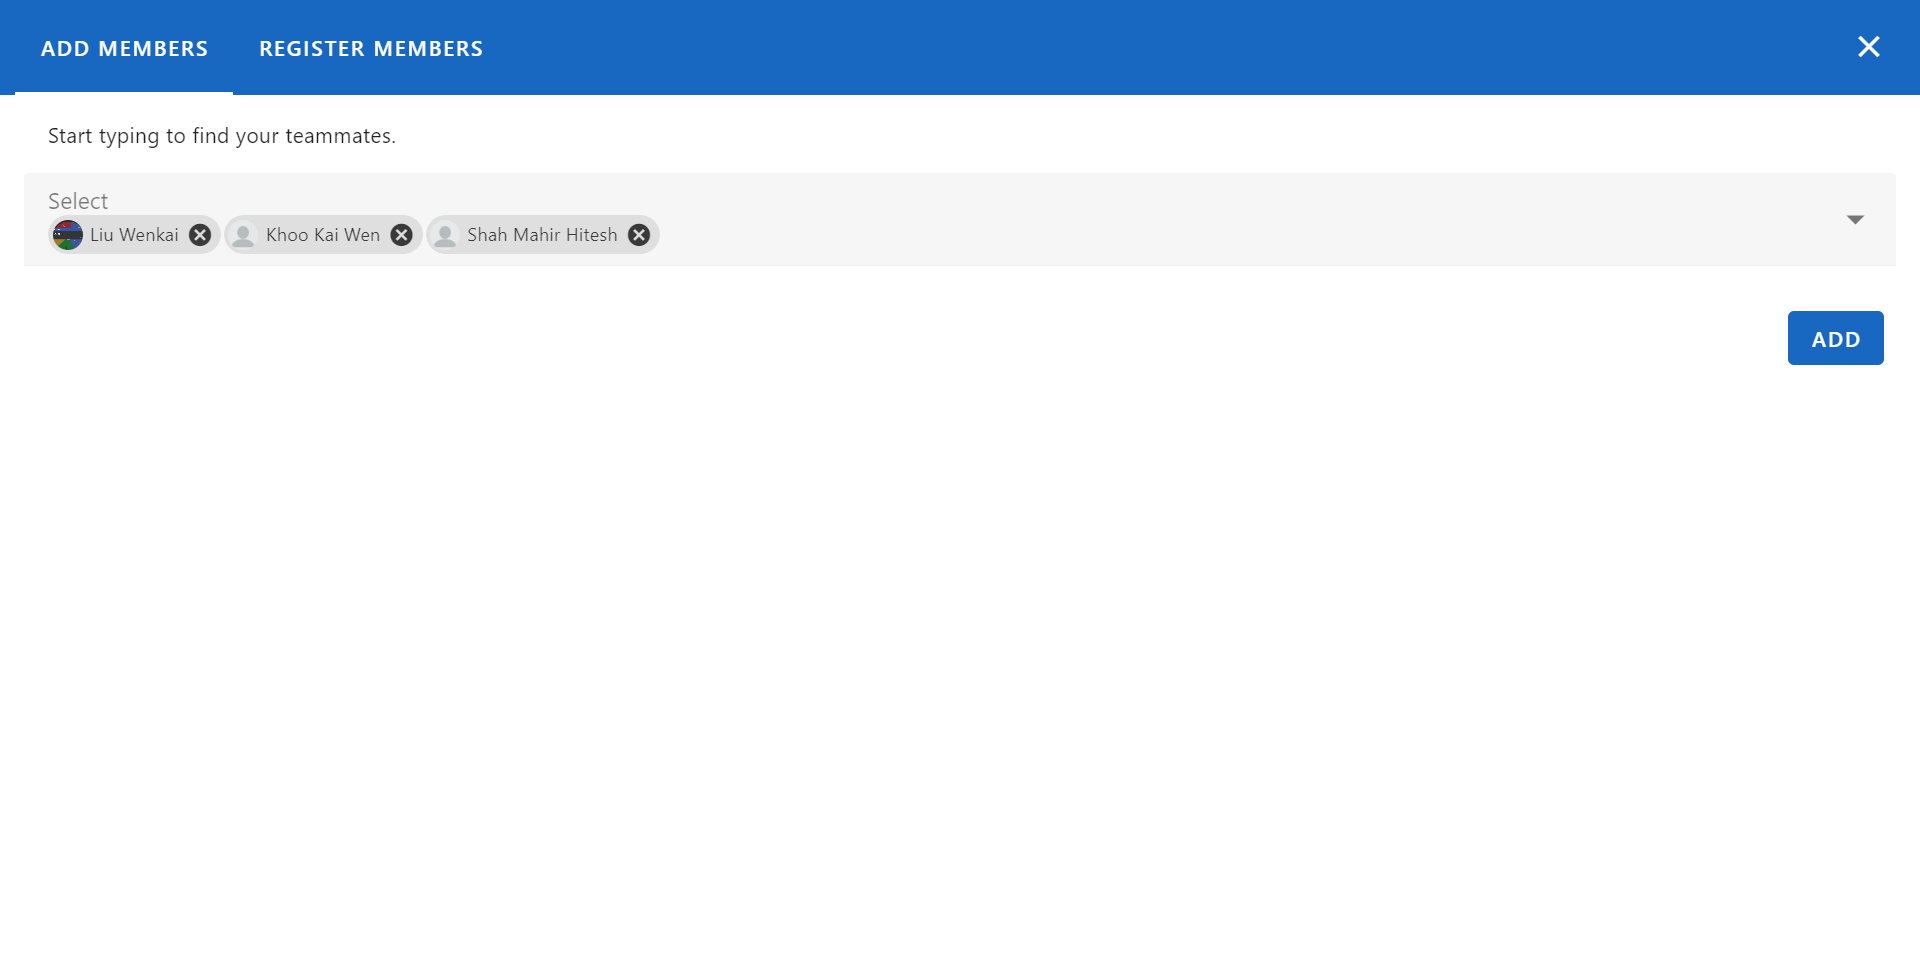 ADD MEMBERS REGISTER MEMBERS
Start typing to find your teammates.
Select
Liu Wenkai Khoo Kai Wen Shah Mahir Hitesh
ADD